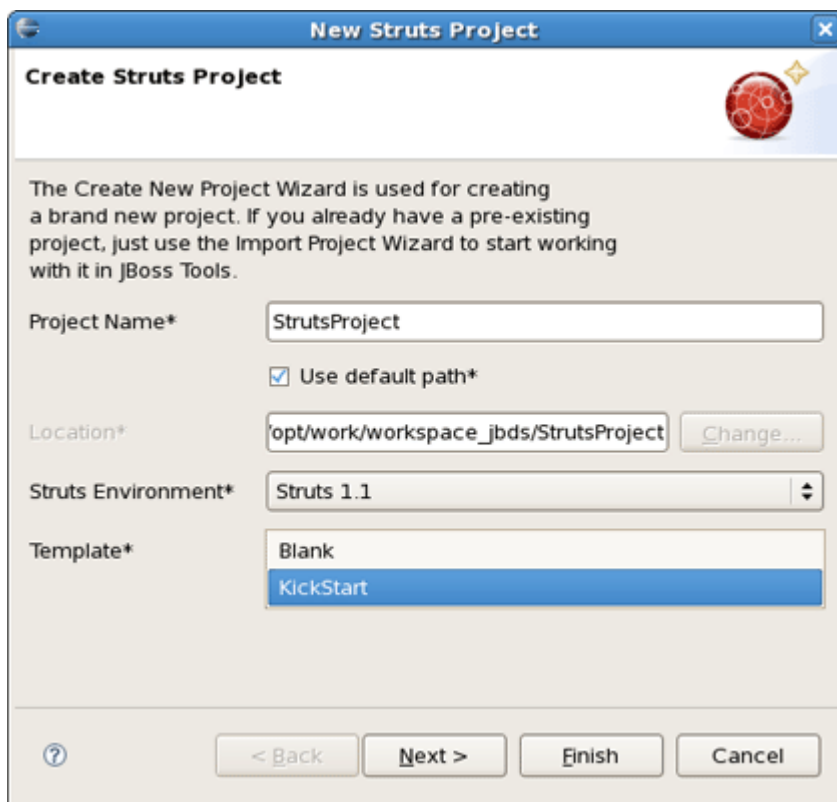 New Struts Project
Create Struts Project
The Create New Project Wizard is used for creating
a brand new project. If you already have a pre-existing
project, just use the Import Project Wizard to start working
with it in JBoss Tools.
Project Name* StrutsProject
Use default path*
Location* /opt/work/workspace_jbds/StrutsProject Change...
Struts Environment* Struts 1.1
Template* Blank
KickStart
? < Back Next > Finish Cancel